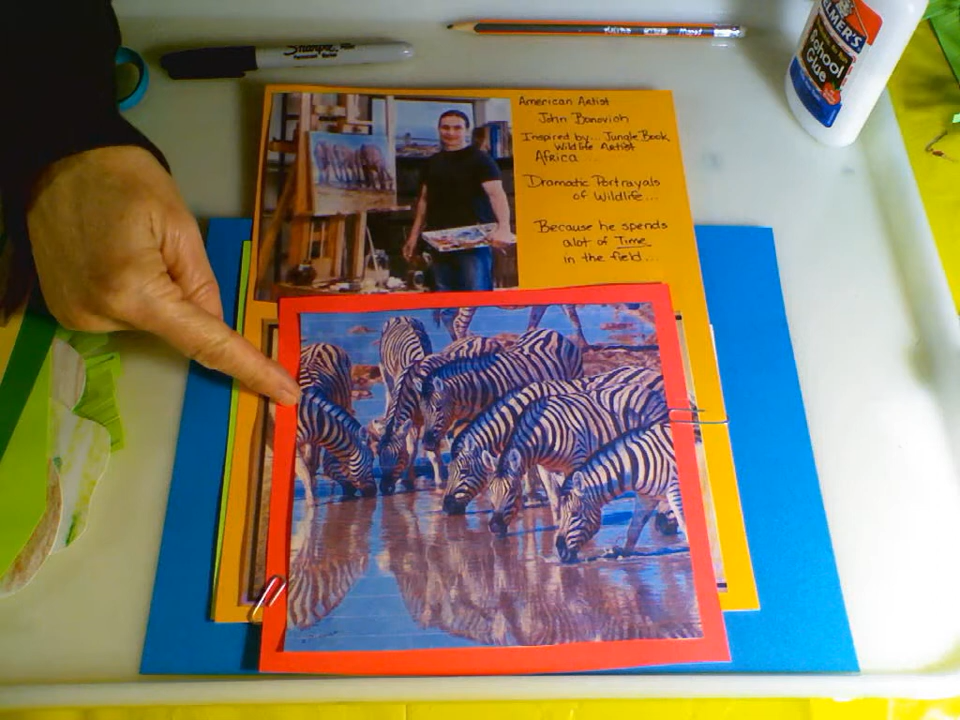 Sharpie
ELMER'S
School
Glue
American Artist
John Banovich
Inspired by... Jungle Book
Wildlife Artist
Africa...
Dramatic Portrayals
of Wildlife...
Because he spends
alot of Time
in the field...